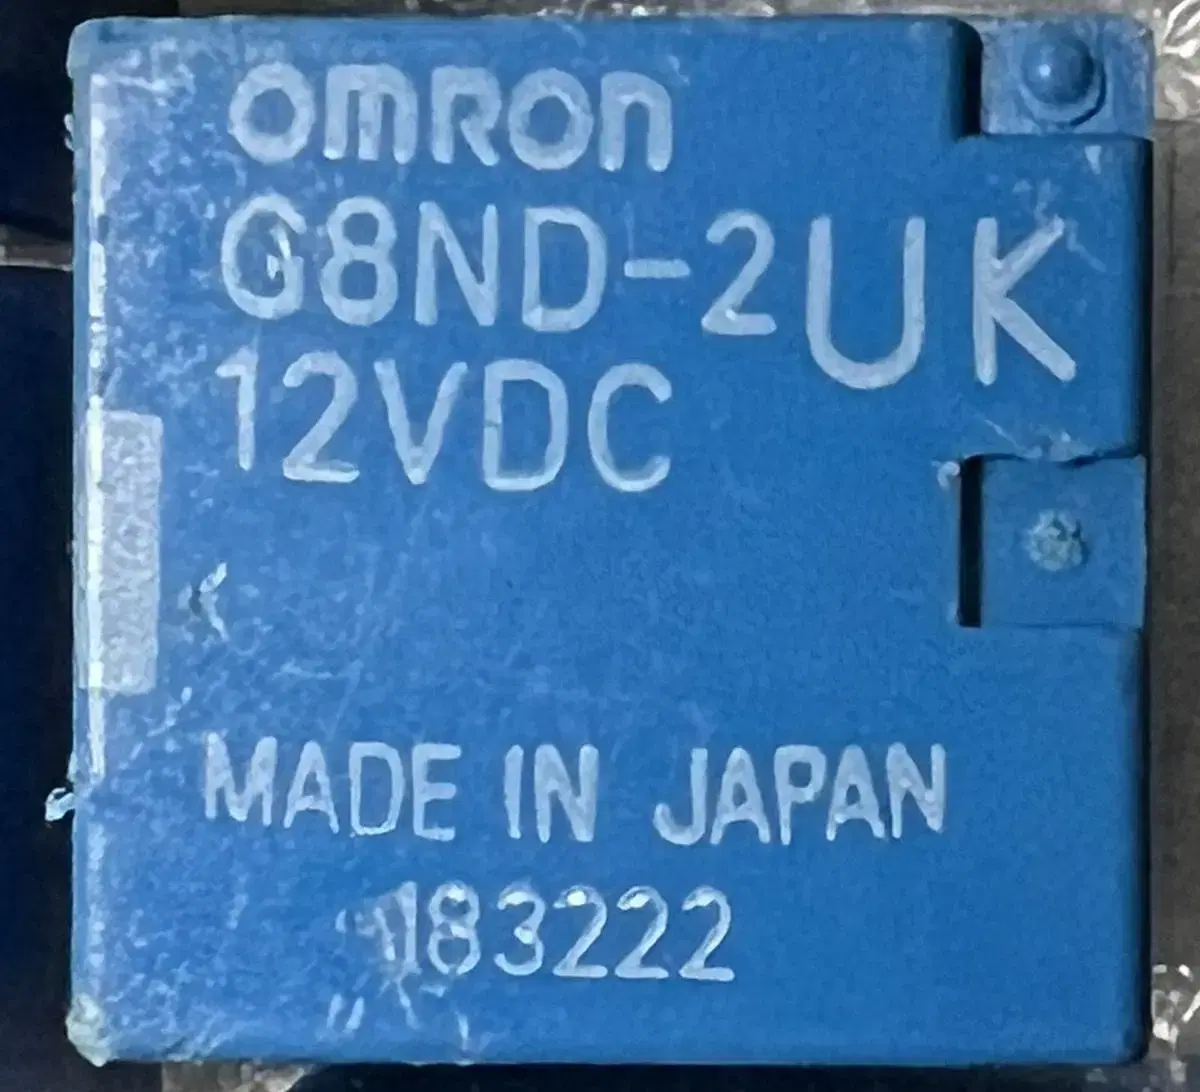 omron
G8ND-2UK
12VDC
MADE IN JAPAN
183222